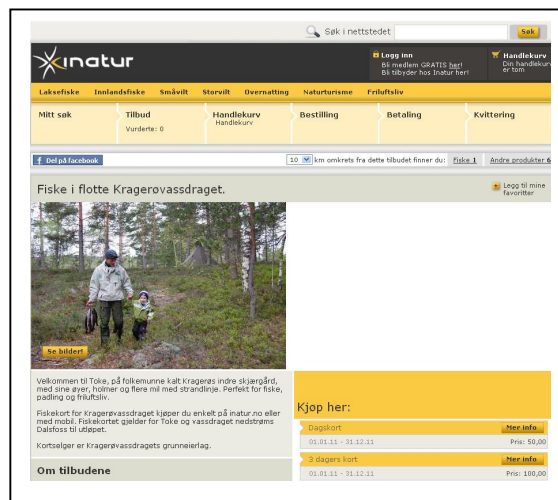 Søk i nettstedet
Søk
inatur
Logg inn
Bli medlem GRATIS her!
Bli tilbyder hos Inatur her!
Handlekurv
Din handlekurv
er tom
Laksefiske Innlandsfiske Småvilt Storvilt Overnatting Naturturisme Friluftsliv
Mitt søk
Tilbud
Vurderte: 0
Handlekurv
Handlekurv
Bestilling
Betaling
Kvittering
Del på facebook
10 km omkrets fra dette tilbudet finner du: Fiske 1 Andre produkter 6
Fiske i flotte Kragerøvassdraget.
Legg til mine
favoritter
Se bilder!
Velkommen til Toke, på folkemunne kalt Kragerøs indre skjærgård,
med sine øyer, holmer og flere mil med strandlinje. Perfekt for fiske,
padling og friluftsliv.
Fiskekort for Kragerøvassdraget kjøper du enkelt på inatur.no eller
med mobil. Fiskekortet gjelder for Toke og vassdraget nedstrøms
Dalsfoss til utløpet.
Kortselger er Kragerøvassdragets grunneierlag.
Om tilbudene
Kjøp her:
Dagskort Mer info
01.01.11 - 31.12.11 Pris: 50,00
3 dagers kort Mer info
01.01.11 - 31.12.11 Pris: 100,00